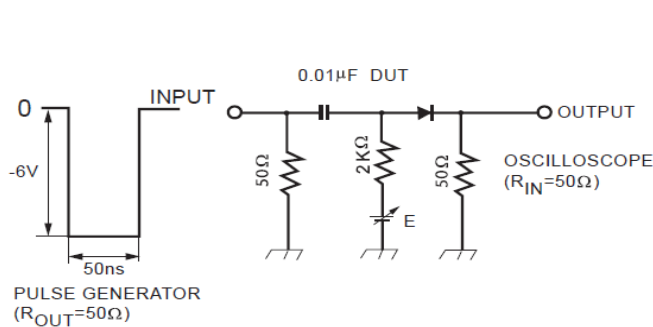 0.01µF DUT
0
INPUT
OUTPUT
-6V
50Ω
2KΩ
50Ω
OSCILLOSCOPE
(RIN=50Ω)
E
50ns
PULSE GENERATOR
(ROUT=50Ω)